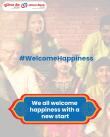 #WelcomeHappiness
We all welcome
happiness with a
new start